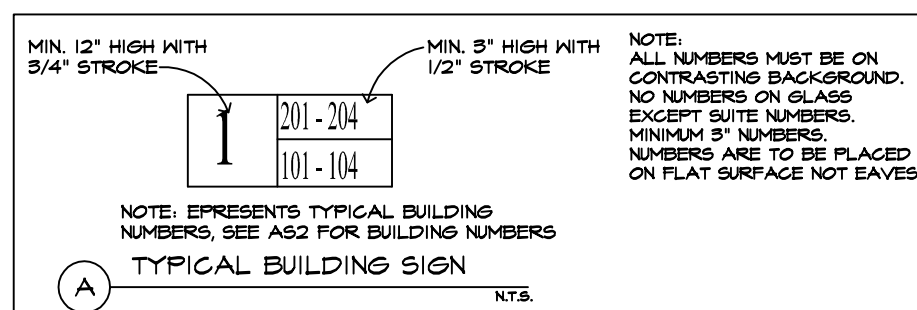 MIN. 12" HIGH WITH
3/4" STROKE
MIN. 3" HIGH WITH
1/2" STROKE
1
201 - 204
101 - 104
NOTE: EPRESENTS TYPICAL BUILDING
NUMBERS, SEE AS2 FOR BUILDING NUMBERS
A
TYPICAL BUILDING SIGN
N.T.S.
NOTE:
ALL NUMBERS MUST BE ON
CONTRASTING BACKGROUND.
NO NUMBERS ON GLASS
EXCEPT SUITE NUMBERS.
MINIMUM 3" NUMBERS.
NUMBERS ARE TO BE PLACED
ON FLAT SURFACE NOT EAVES